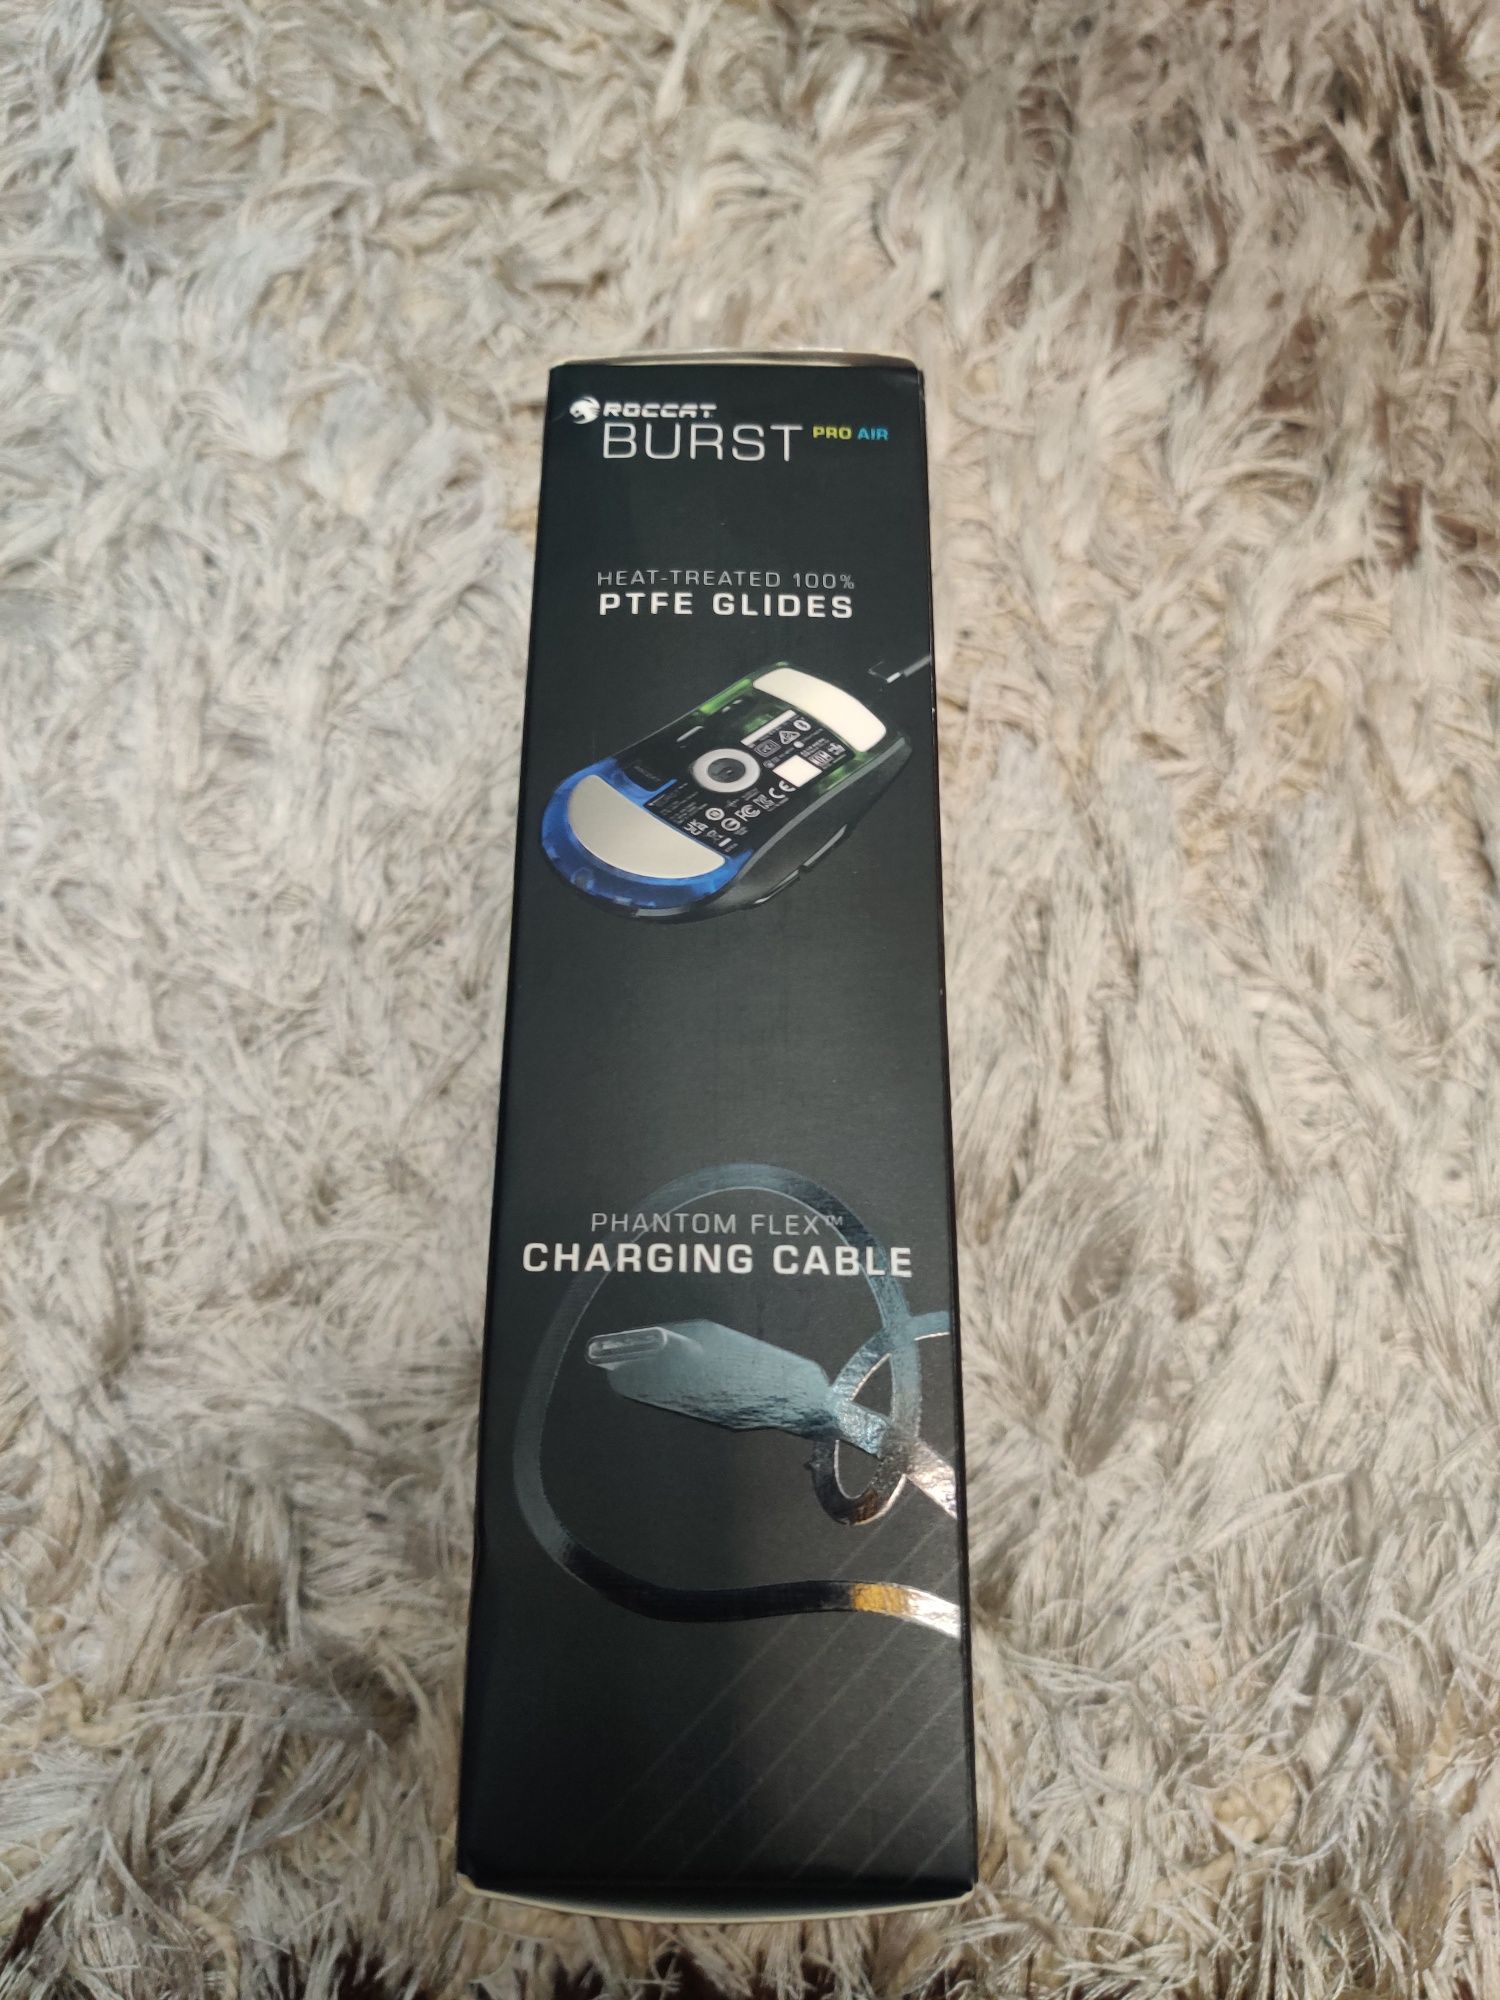 ROCCAT
BURST PRO AIR
HEAT-TREATED 100%
PTFE GLIDES
PHANTOM FLEX™
CHARGING CABLE